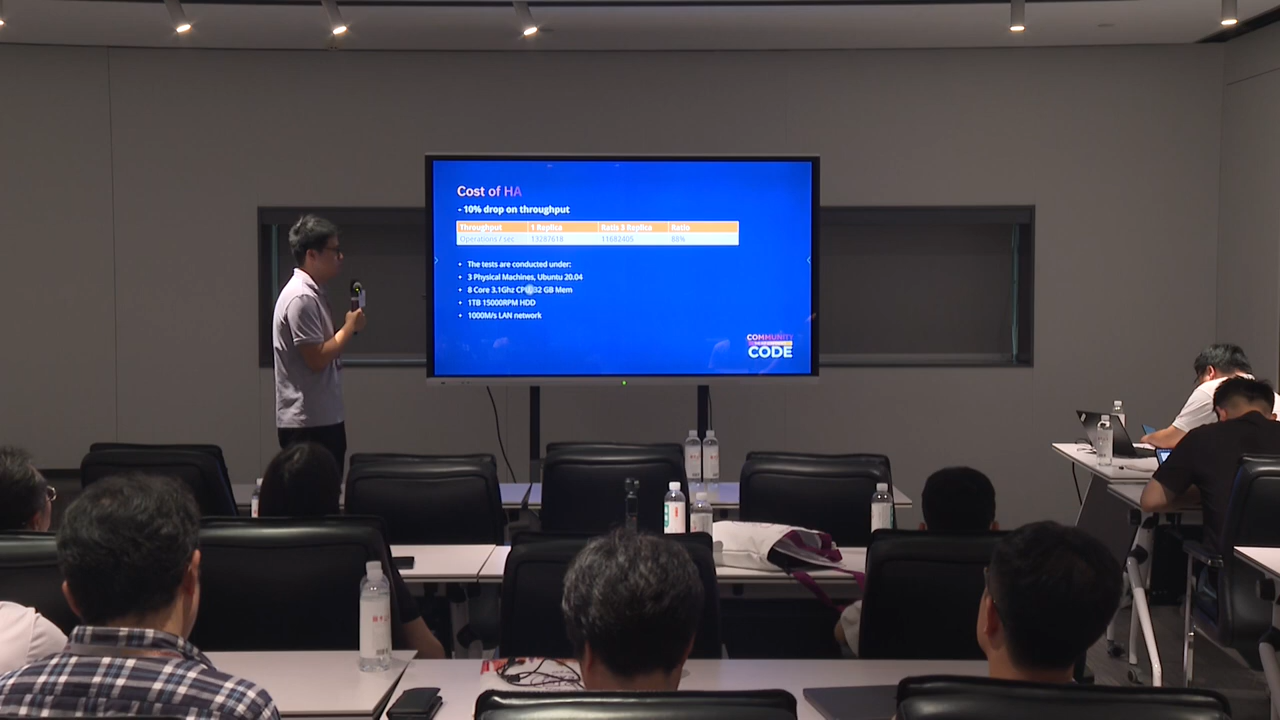 Cost of HA
- 10% drop on throughput
Throughput 1 Replica Ratis 3 Replica Ratio
Operations / sec 13287618 11682405 88%
• The tests are conducted under:
• 3 Physical Machines, Ubuntu 20.04
• 8 Core 3.1Ghz CPU 32 GB Mem
• 1TB 15000RPM HDD
• 1000M/s LAN network
COMMUNITY
CODE